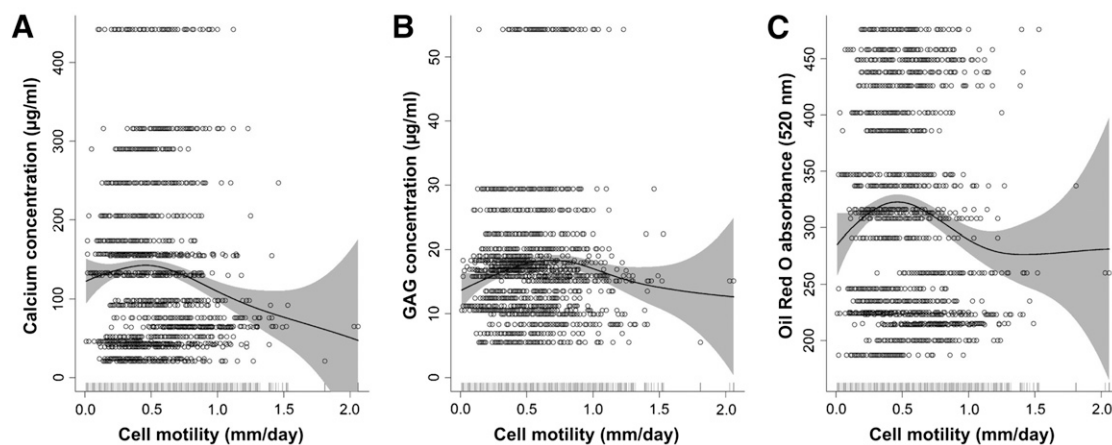 A
Calcium concentration (µg/ml)
400
300
200
100
0
0.0 0.5 1.0 1.5 2.0
Cell motility (mm/day)
B
GAG concentration (µg/ml)
50
40
30
20
10
0
0.0 0.5 1.0 1.5 2.0
Cell motility (mm/day)
C
Oil Red O absorbance (520 nm)
450
400
350
300
250
200
0.0 0.5 1.0 1.5 2.0
Cell motility (mm/day)